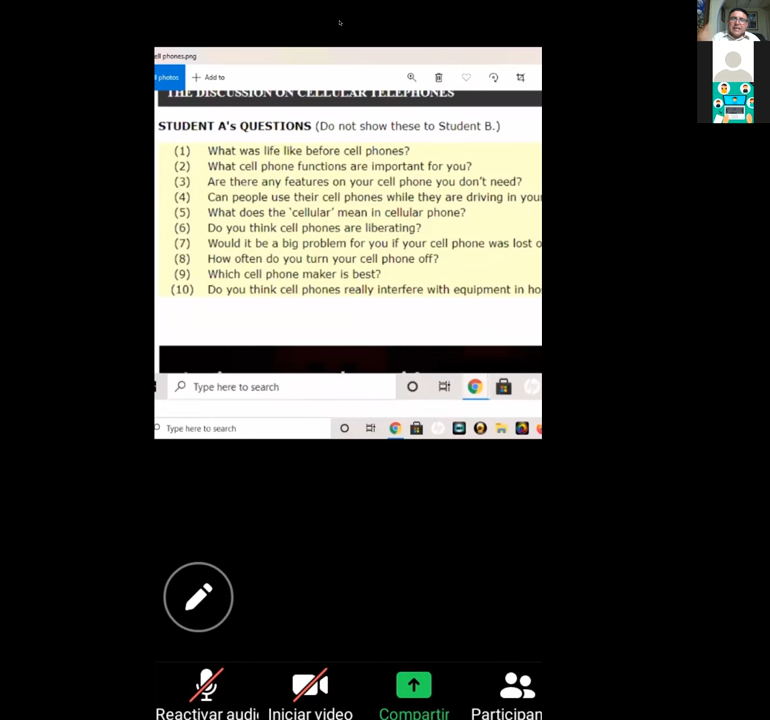 ell phones.png
photos
Add to
THE DISCUSSION ON CELLULAR TELEPHONES
STUDENT A's QUESTIONS (Do not show these to Student B.)
(1) What was life like before cell phones?
(2) What cell phone functions are important for you?
(3) Are there any features on your cell phone you don't need?
(4) Can people use their cell phones while they are driving in your
(5) What does the 'cellular' mean in cellular phone?
(6) Do you think cell phones are liberating?
(7) Would it be a big problem for you if your cell phone was lost o
(8) How often do you turn your cell phone off?
(9) Which cell phone maker is best?
(10) Do you think cell phones really interfere with equipment in ho
Type here to search
Type here to search
Reactivar audi
Iniciar video
Compartir
Participan